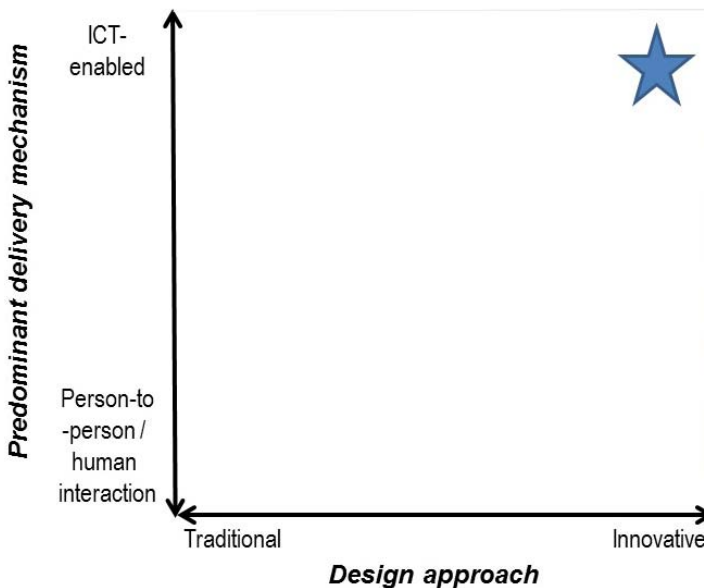 Predominant delivery mechanism
ICT-
enabled
Person-to
-person /
human
interaction
Traditional
Innovative
Design approach